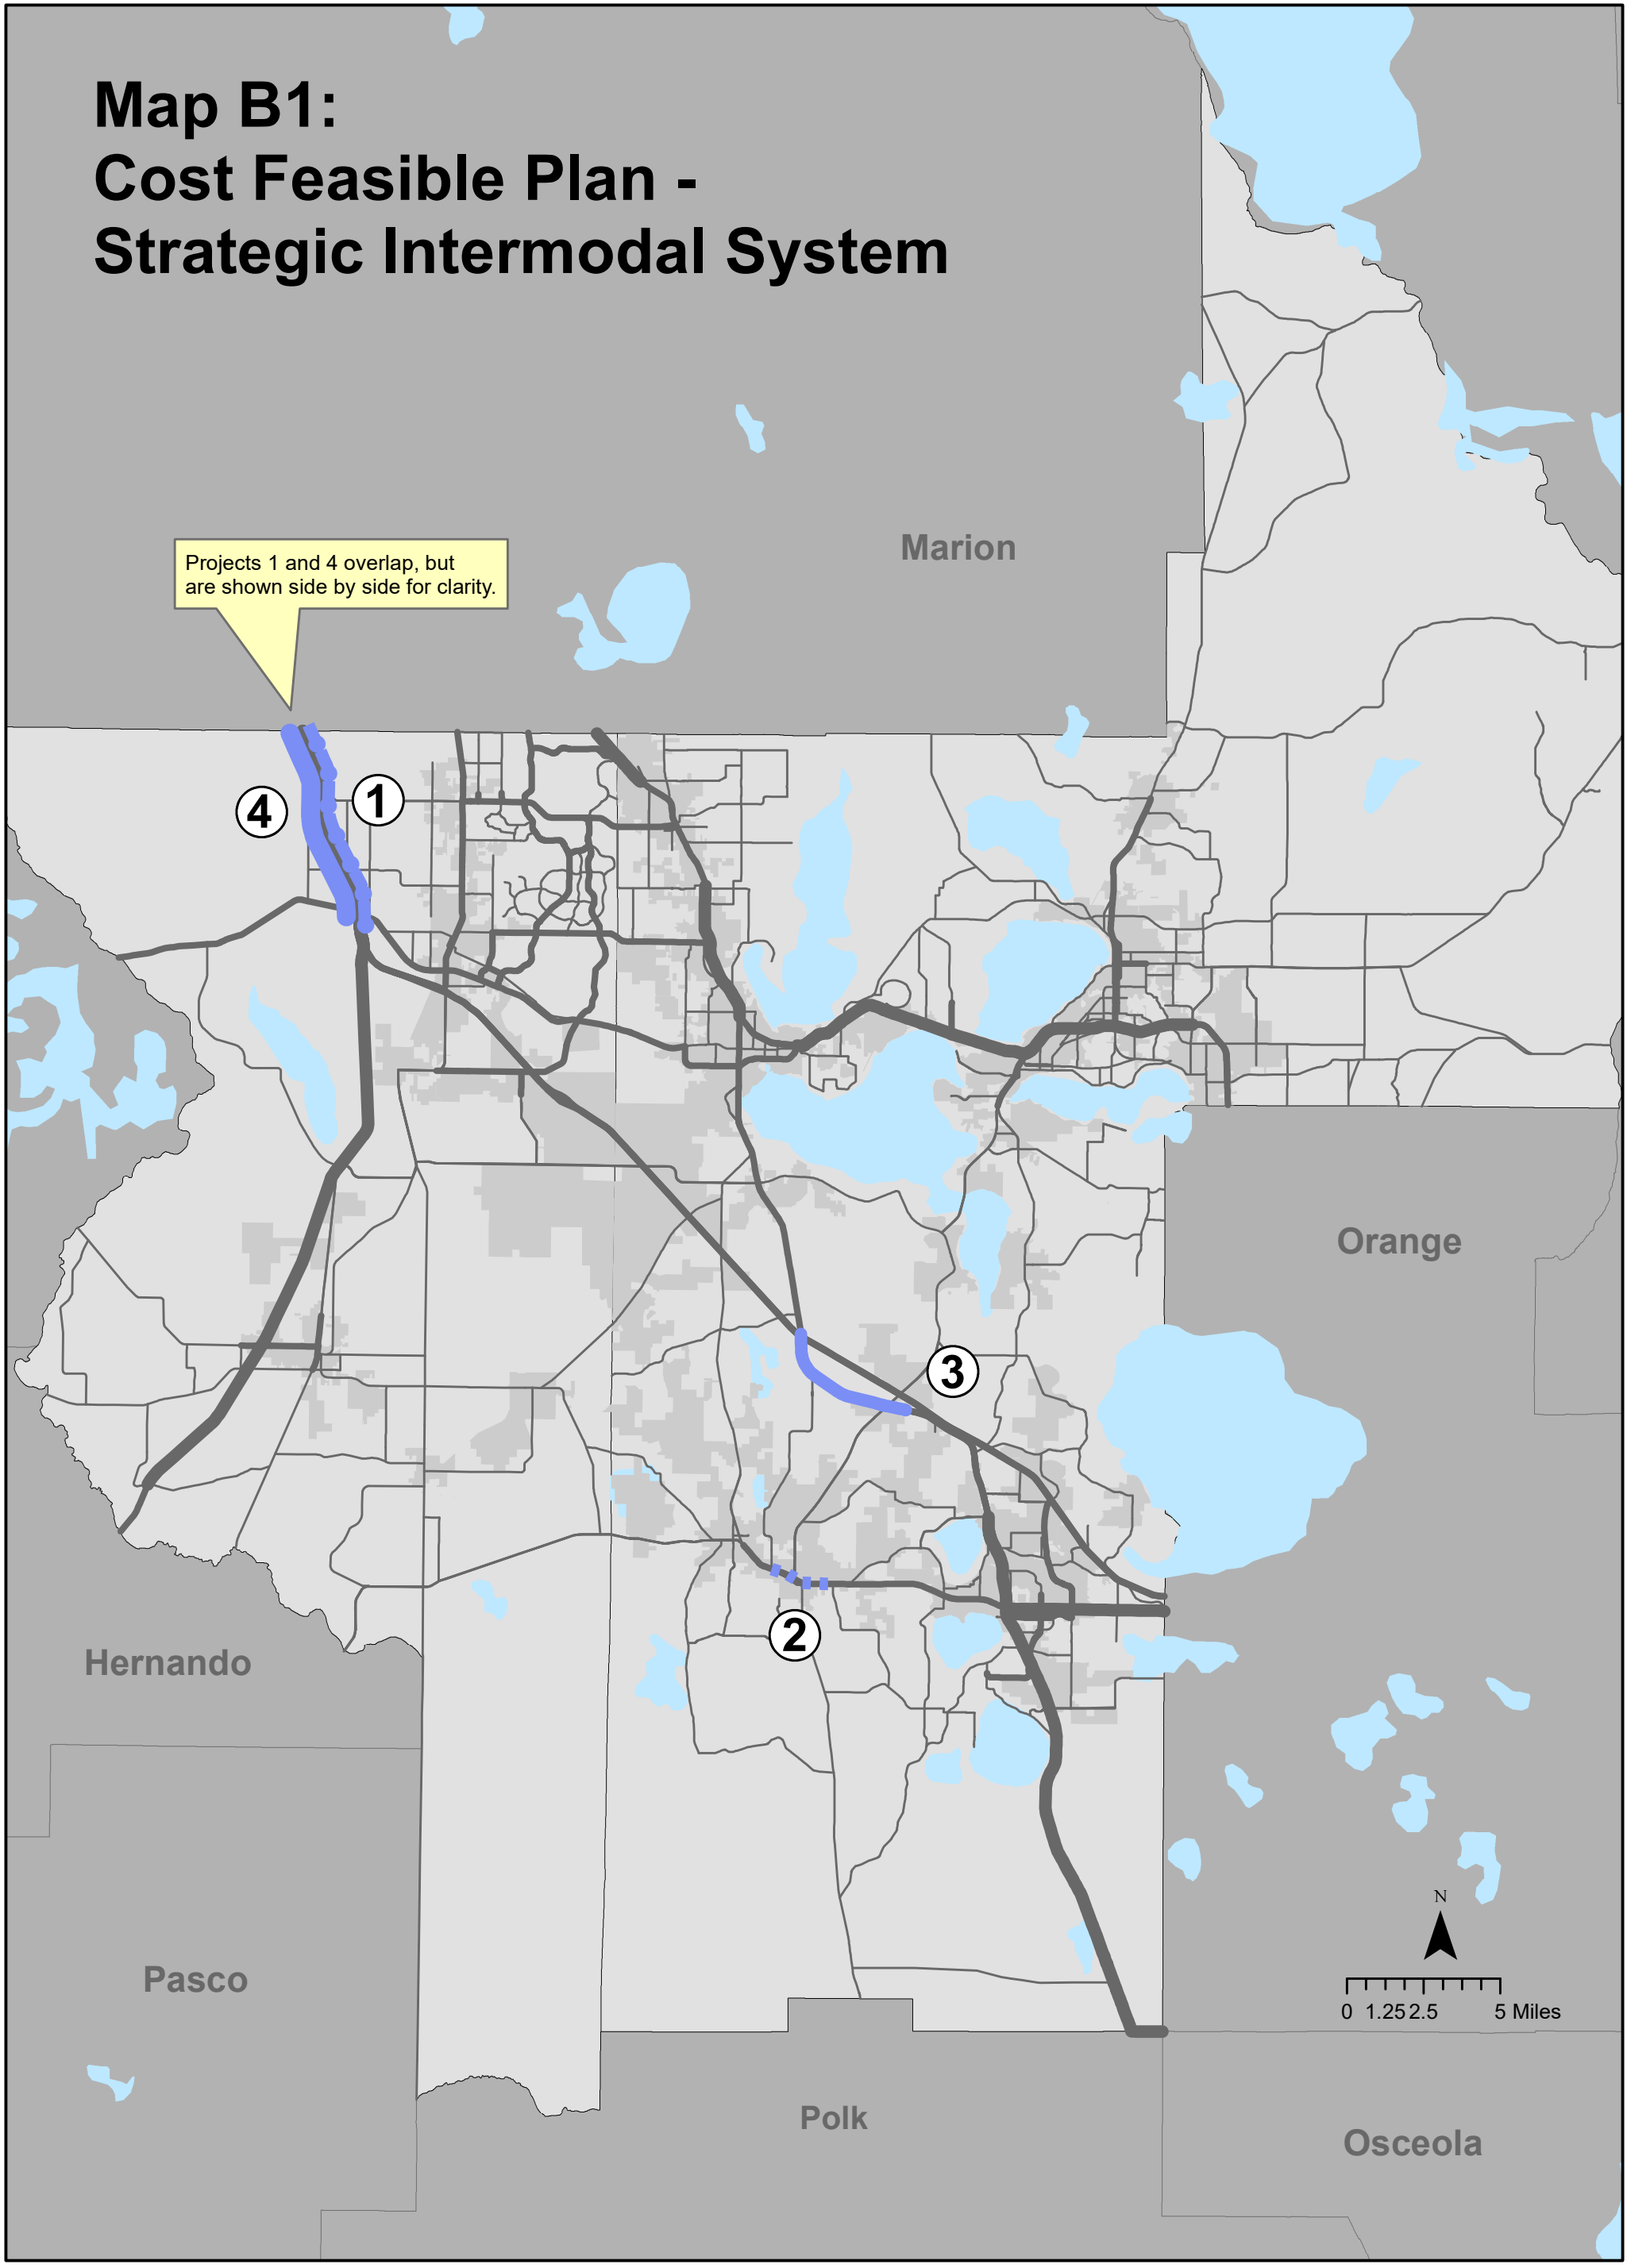 Map B1:
Cost Feasible Plan -
Strategic Intermodal System
Marion
Projects 1 and 4 overlap, but
are shown side by side for clarity.
4
1
Orange
3
2
Hernando
N
Pasco
0 1.25 2.5 5 Miles
Polk
Osceola